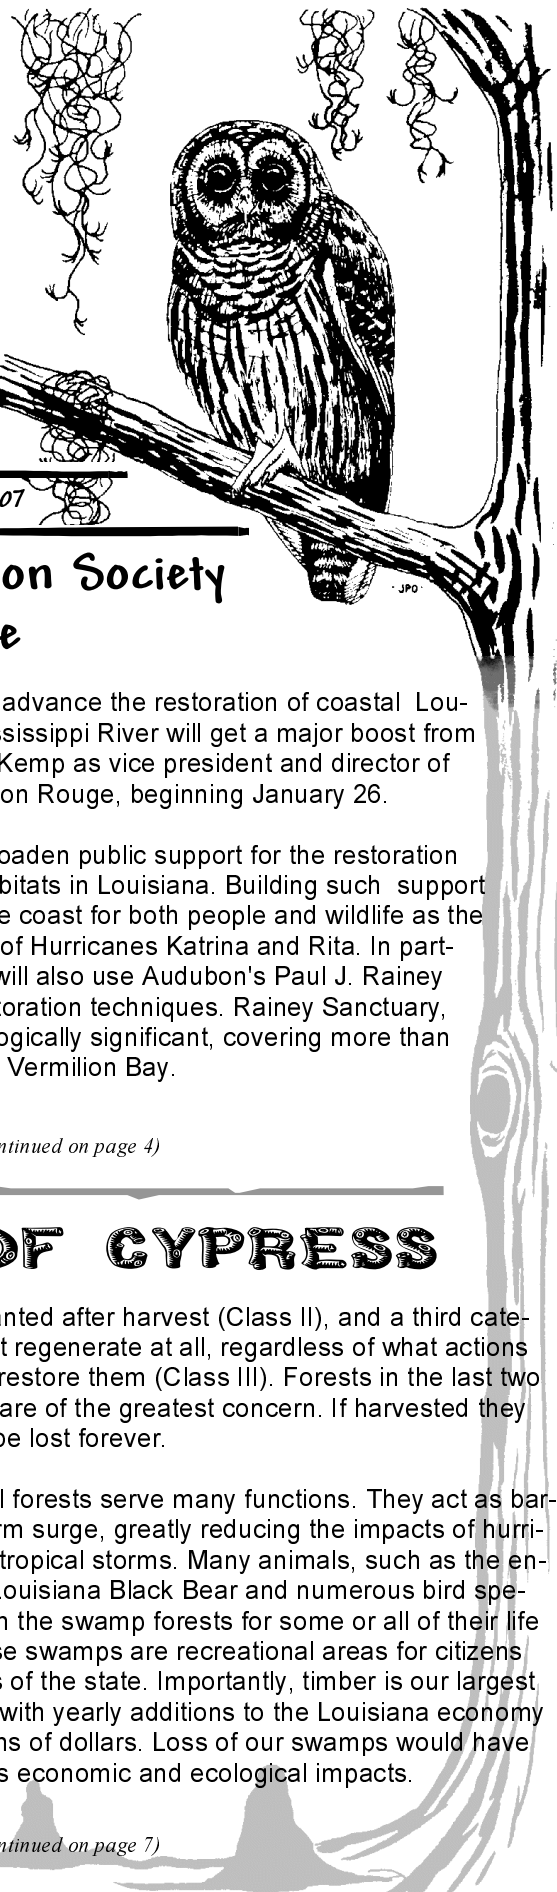 07
on Society
e
- JPO -
advance the restoration of coastal Lou-
ssissippi River will get a major boost from
Kemp as vice president and director of
on Rouge, beginning January 26.
oaden public support for the restoration
bitats in Louisiana. Building such support
e coast for both people and wildlife as the
of Hurricanes Katrina and Rita. In part-
will also use Audubon's Paul J. Rainey
toration techniques. Rainey Sanctuary,
ogically significant, covering more than
Vermilion Bay.
ntinued on page 4)
OF CYPRESS
anted after harvest (Class II), and a third cate-
t regenerate at all, regardless of what actions
restore them (Class III). Forests in the last two
are of the greatest concern. If harvested they
be lost forever.
l forests serve many functions. They act as bar-
rm surge, greatly reducing the impacts of hurri-
tropical storms. Many animals, such as the en-
Louisiana Black Bear and numerous bird spe-
n the swamp forests for some or all of their life
se swamps are recreational areas for citizens
s of the state. Importantly, timber is our largest
with yearly additions to the Louisiana economy
ns of dollars. Loss of our swamps would have
s economic and ecological impacts.
ntinued on page 7)